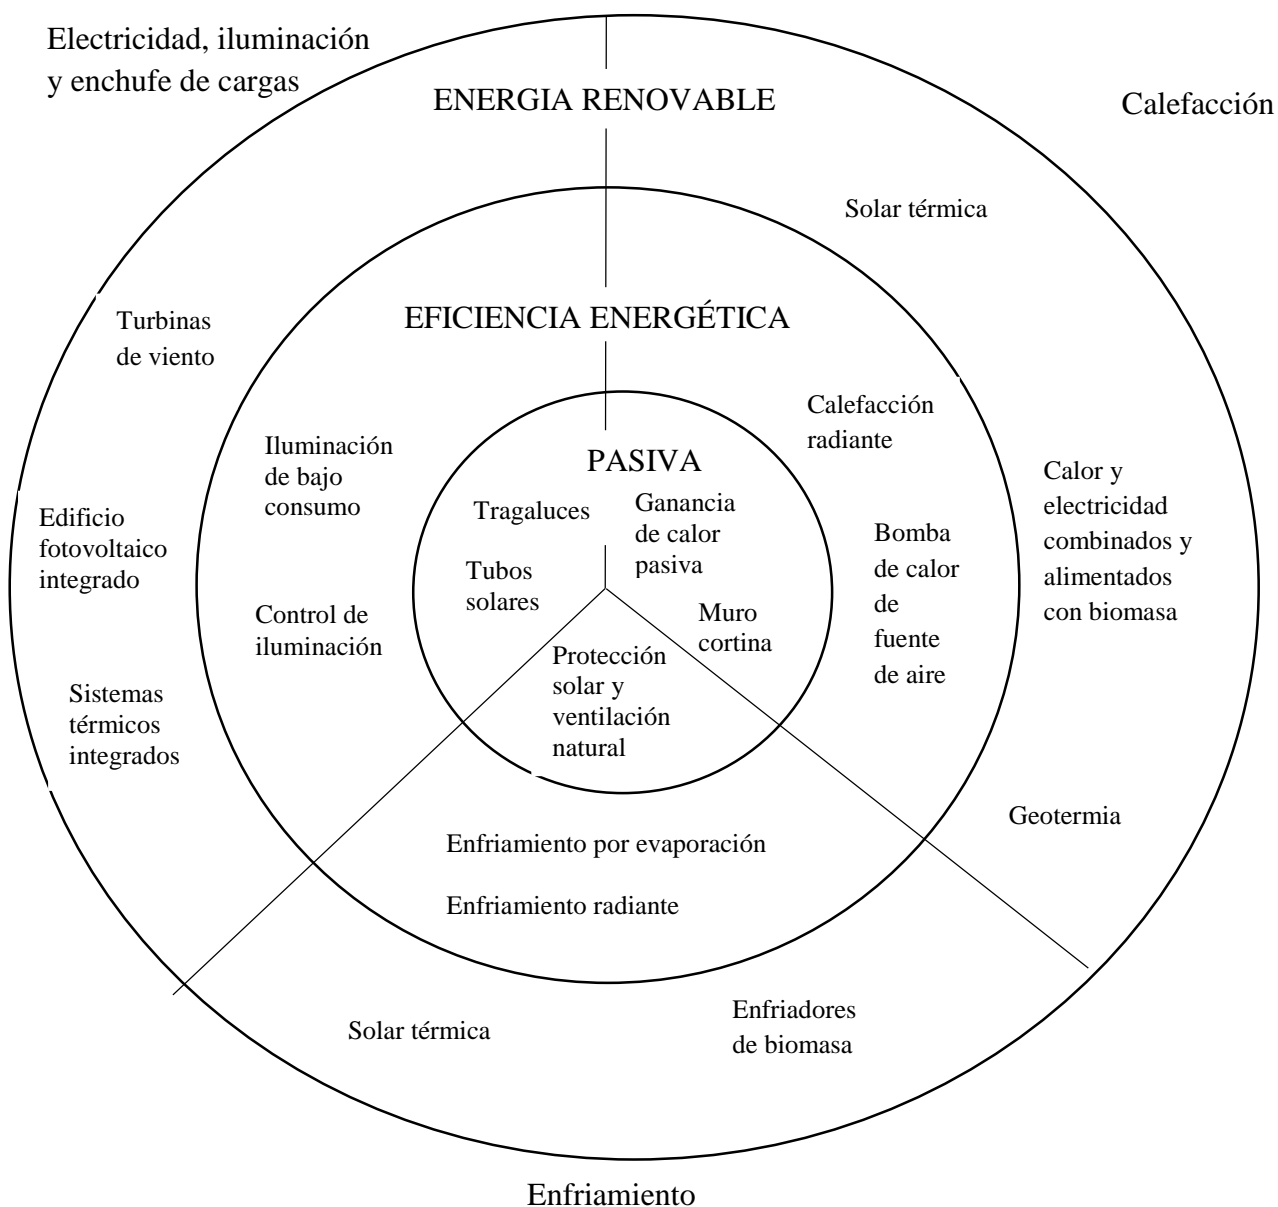 Electricidad, iluminación
y enchufe de cargas
Calefacción
ENERGIA RENOVABLE
Solar térmica
Turbinas
de viento
EFICIENCIA ENERGÉTICA
Calefacción
radiante
Iluminación
de bajo
consumo
PASIVA
Tragaluces
Ganancia
de calor
pasiva
Calor y
electricidad
combinados y
alimentados
con biomasa
Edificio
fotovoltaico
integrado
Bomba
de calor
de
fuente
de aire
Tubos
solares
Control de
iluminación
Muro
cortina
Protección
solar y
ventilación
natural
Sistemas
térmicos
integrados
Geotermia
Enfriamiento por evaporación
Enfriamiento radiante
Solar térmica
Enfriadores
de biomasa
Enfriamiento